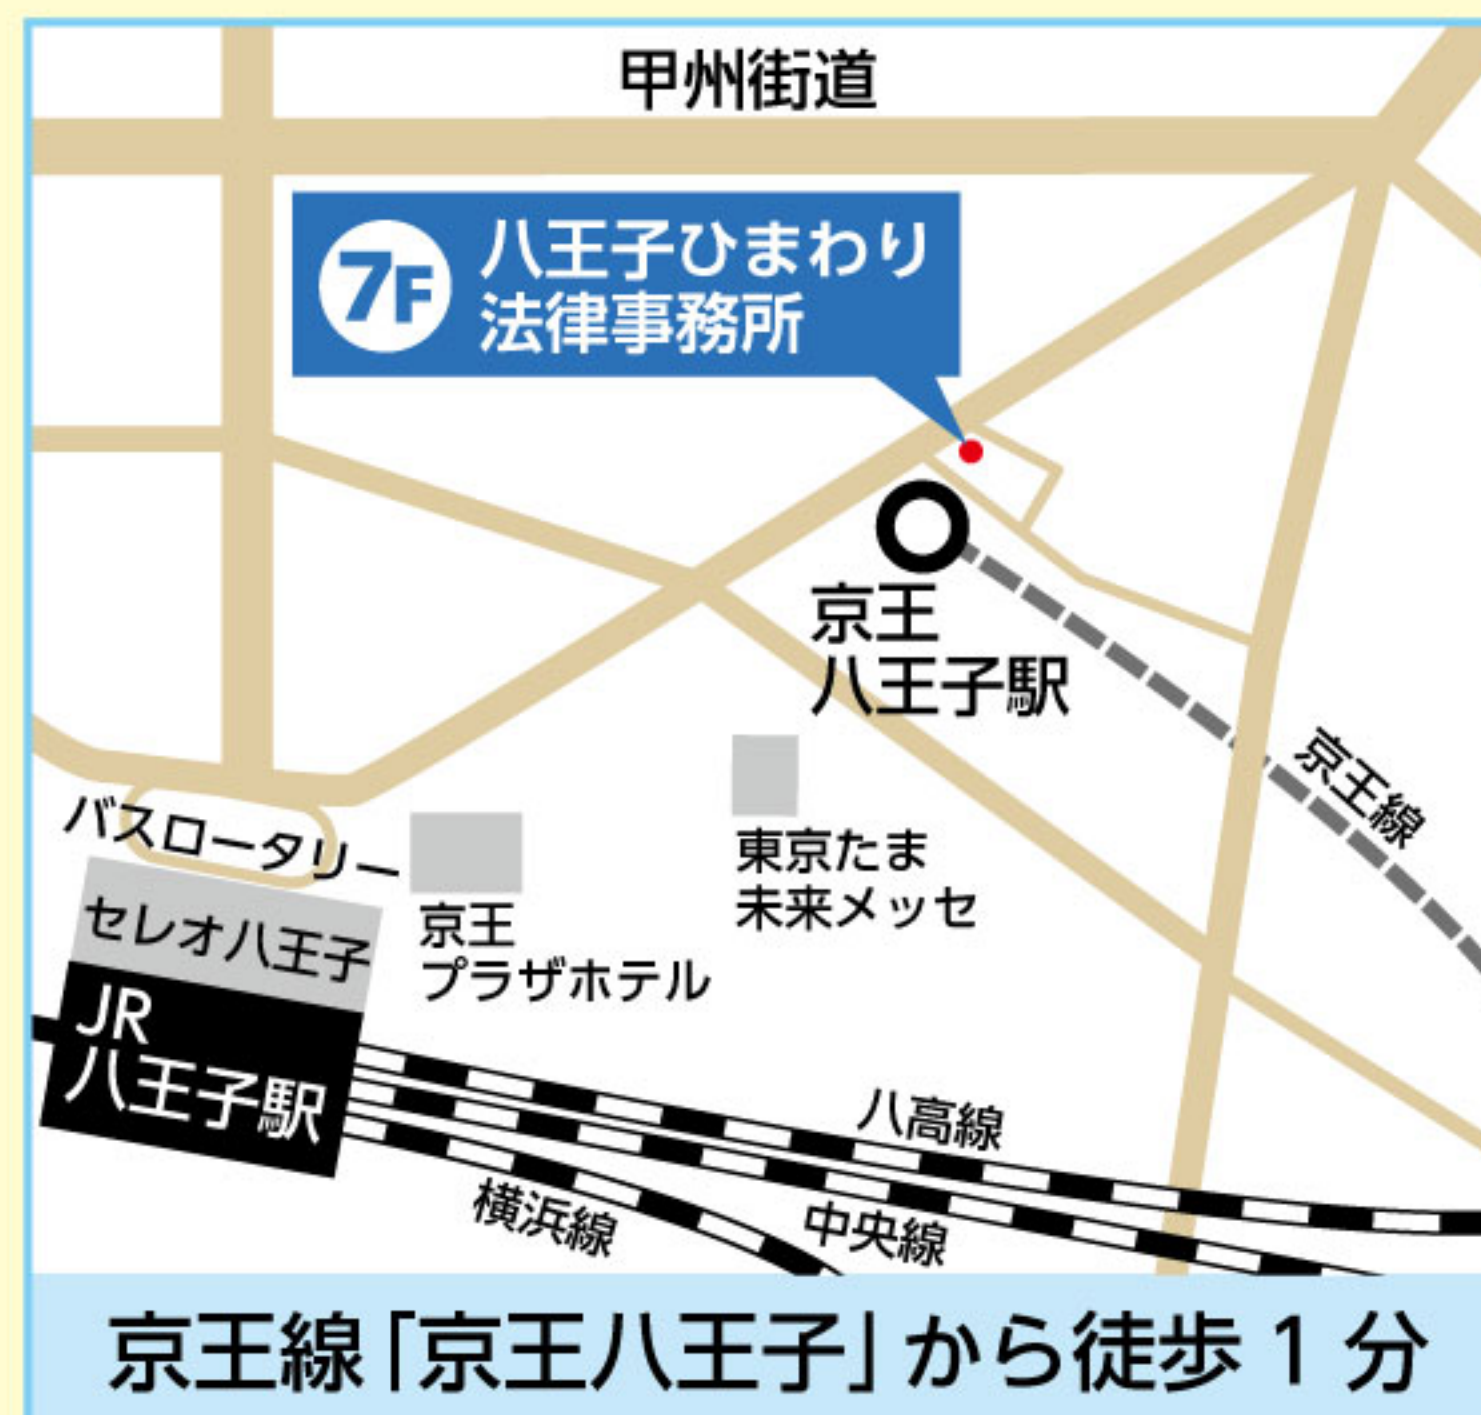 甲州街道
7F
八王子ひまわり
法律事務所
京王
八王子駅
京王線
バスロータリー
東京たま
未来メッセ
セレオ八王子
京王
プラザホテル
JR
八王子駅
八高線
横浜線
中央線
京王線「京王八王子」から徒歩1分